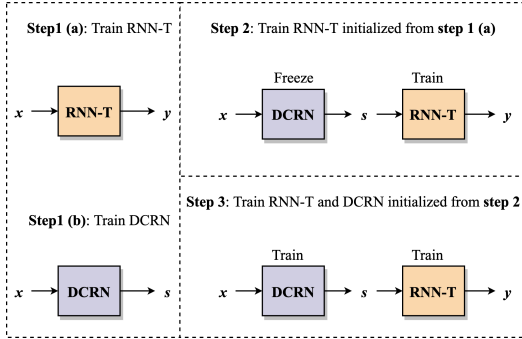 Step1 (a): Train RNN-T
x RNN-T y
Step1 (b): Train DCRN
x DCRN s
Step 2: Train RNN-T initialized from step 1 (a)
Freeze Train
x DCRN s RNN-T y
Step 3: Train RNN-T and DCRN initialized from step 2
Train Train
x DCRN s RNN-T y